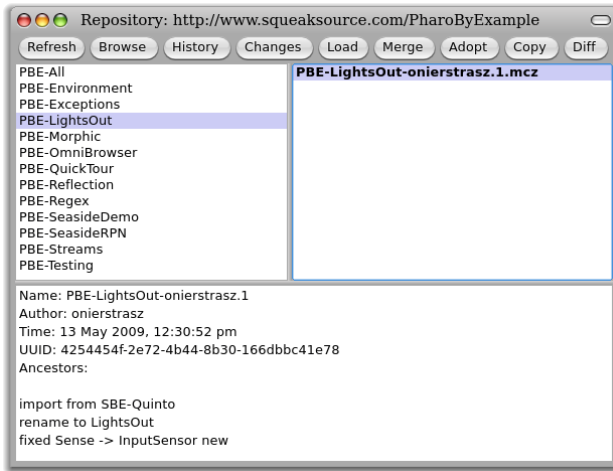 Repository: http://www.squeaksource.com/PharoByExample
Refresh Browse History Changes Load Merge Adopt Copy Diff
PBE-All
PBE-Environment
PBE-Exceptions
PBE-LightsOut
PBE-Morphic
PBE-OmniBrowser
PBE-QuickTour
PBE-Reflection
PBE-Regex
PBE-SeasideDemo
PBE-SeasideRPN
PBE-Streams
PBE-Testing
PBE-LightsOut-onierstrasz.1.mcz
Name: PBE-LightsOut-onierstrasz.1
Author: onierstrasz
Time: 13 May 2009, 12:30:52 pm
UUID: 4254454f-2e72-4b44-8b30-166dbbc41e78
Ancestors:
import from SBE-Quinto
rename to LightsOut
fixed Sense -> InputSensor new